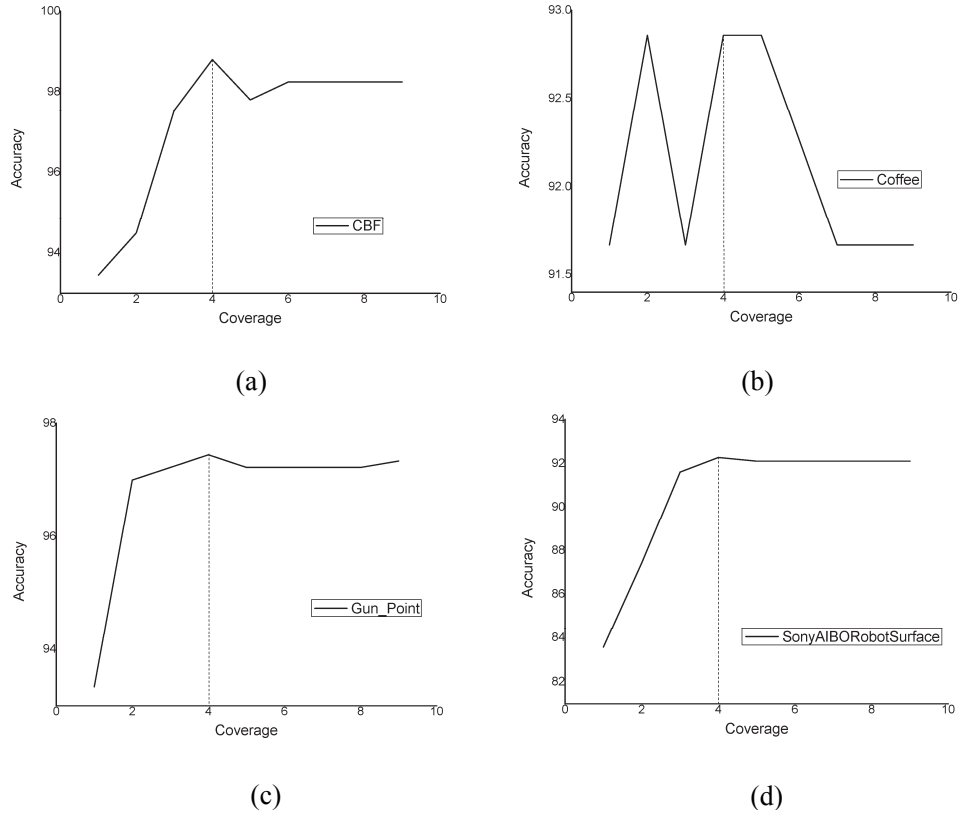 100
98
96
94
0 2 4 6 8 10
Accuracy
Coverage
CBF
(a)
93.0
92.5
92.0
91.5
0 2 4 6 8 10
Accuracy
Coverage
Coffee
(b)
98
96
94
0 2 4 6 8 10
Accuracy
Coverage
Gun_Point
(c)
94
92
90
88
86
84
82
0 2 4 6 8 10
Accuracy
Coverage
SonyAIBORobotSurface
(d)